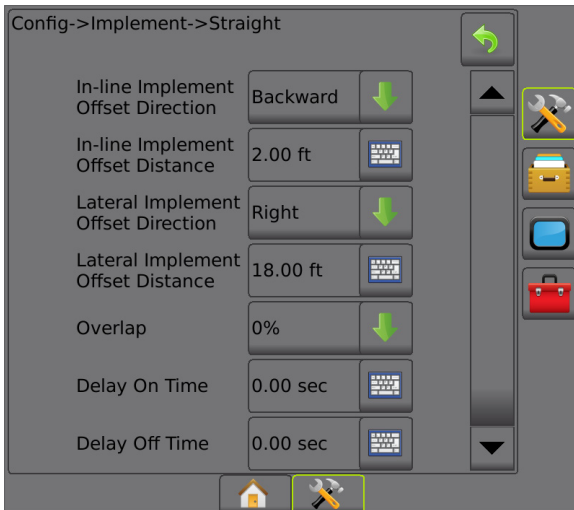 Config->Implement->Straight
In-line Implement
Offset Direction
Backward
In-line Implement
Offset Distance
2.00 ft
Lateral Implement
Offset Direction
Right
Lateral Implement
Offset Distance
18.00 ft
Overlap
0%
Delay On Time
0.00 sec
Delay Off Time
0.00 sec